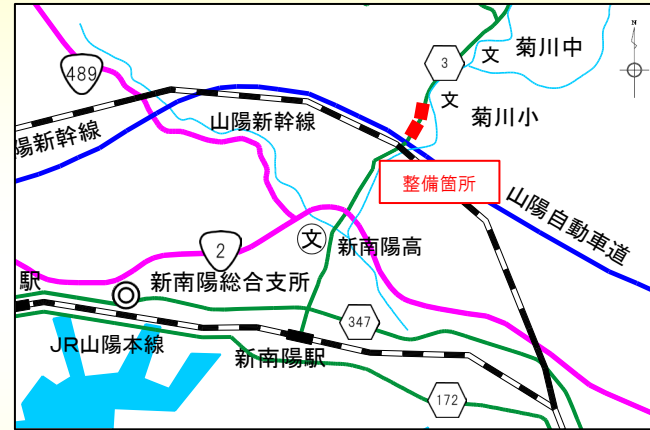 N
3
文
菊川中
489
文
菊川小
山陽新幹線
陽新幹線
整備箇所
山陽自動車道
文
新南陽高
2
駅
新南陽総合支所
347
JR山陽本線
新南陽駅
172